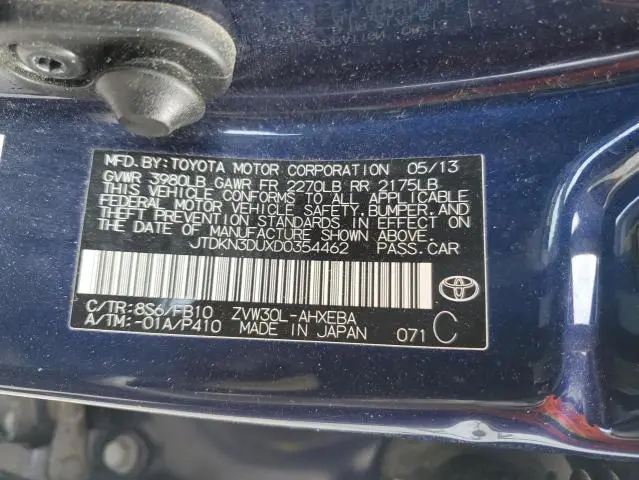 MFD.BY:TOYOTA MOTOR CORPORATION 05/13
GVWR 3980LB GAWR FR 2270LB RR 2175LB
THIS VEHICLE CONFORMS TO ALL APPLICABLE
FEDERAL MOTOR VEHICLE SAFETY, BUMPER, AND
THEFT PREVENTION STANDARDS IN EFFECT ON
THE DATE OF MANUFACTURE SHOWN ABOVE.
JTDKN3DUXD0354462 PASS.CAR
C/TR:8S6/FB10 ZVW30L-AHXEBA
A/TM:-01A/P410 MADE IN JAPAN 071 C